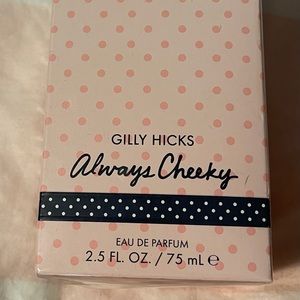 GILLY HICKS
Always Cheeky
EAU DE PARFUM
2.5 FL. OZ. / 75 mL ℮